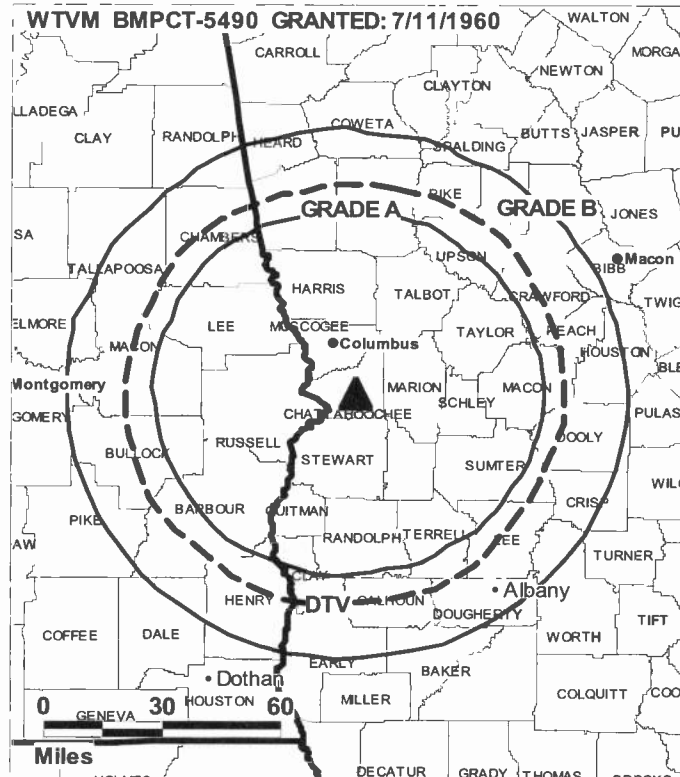 WTVM BMPCT-5490 GRANTED: 7/11/1960
WALTON
CARROLL
MORGA
NEWTON
CLAYTON
LLADEGA
CLAY
RANDOLPH
HEARD
COWETA
SPALDING
BUTTS
JASPER
PU
PIKE
GRADE A
GRADE B
JONES
SA
CHAMBERS
TALLAPOOSA
UPSON
BIBB
Macon
HARRIS
TALBOT
CRAWFORD
TWIG
ELMORE
LEE
MUSCOGEE
TAYLOR
PEACH
MACON
Columbus
HOUSTON
BLE
Montgomery
MARION
MACON
GOMERY
CHATTAHOOCHEE
SCHLEY
PULAS
BULLOCK
RUSSELL
DOOLY
STEWART
SUMTER
WILC
BARBOUR
QUITMAN
CRISP
PIKE
RANDOLPH
TERRELL
LEE
AW
TURNER
CLAY
HENRY
DTV
CALHOUN
Albany
DOUGHERTY
COFFEE
DALE
WORTH
TIFT
EARLY
BAKER
Dothan
HOUSTON
MILLER
COLQUITT
COO
0 30 60
GENEVA
Miles
DECATUR
GRADY
THOMAS